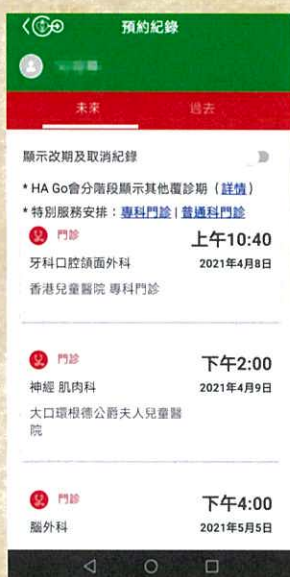 預約紀錄
未來
過去
顯示改期及取消紀錄
* HA Go會分階段顯示其他覆診期（詳情）
* 特別服務安排：專科門診 | 普通科門診
門診
上午10:40
牙科口腔頜面外科
2021年4月8日
香港兒童醫院 專科門診
門診
下午2:00
神經 肌肉科
2021年4月9日
大口環根德公爵夫人兒童醫
院
門診
下午4:00
腦外科
2021年5月5日